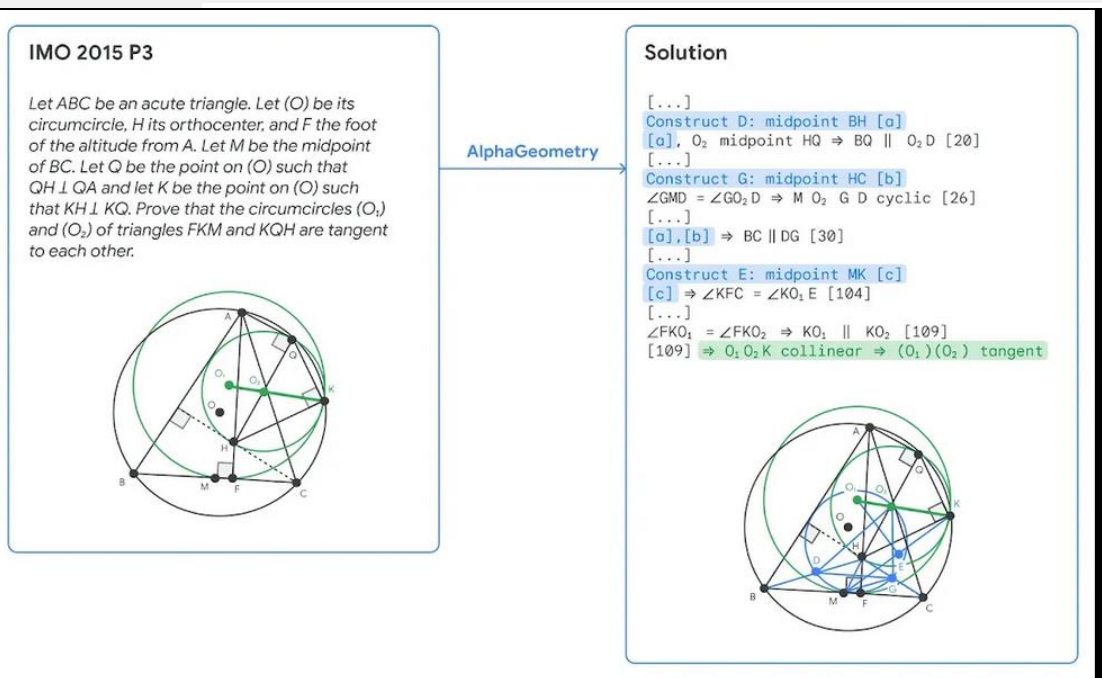 IMO 2015 P3
Let ABC be an acute triangle. Let (O) be its
circumcircle, H its orthocenter, and F the foot
of the altitude from A. Let M be the midpoint
of BC. Let Q be the point on (O) such that
QH ⊥ QA and let K be the point on (O) such
that KH ⊥ KQ. Prove that the circumcircles (O₁)
and (O₂) of triangles FKM and KQH are tangent
to each other.
A
Q
O₁
O₂
K
O
H
B
M
F
C
AlphaGeometry
Solution
[...]
Construct D: midpoint BH [a]
[a], O₂ midpoint HQ ⇒ BQ ∥ O₂D [20]
[...]
Construct G: midpoint HC [b]
∠GMD = ∠GO₂D ⇒ M O₂ G D cyclic [26]
[...]
[a],[b] ⇒ BC ∥ DG [30]
[...]
Construct E: midpoint MK [c]
[c] ⇒ ∠KFC = ∠KO₁E [104]
[...]
∠FKO₁ = ∠FKO₂ ⇒ KO₁ ∥ KO₂ [109]
[109] ⇒ O₁O₂K collinear ⇒ (O₁)(O₂) tangent
A
Q
O₁
O₂
K
O
H
D
E
G
B
M
F
C